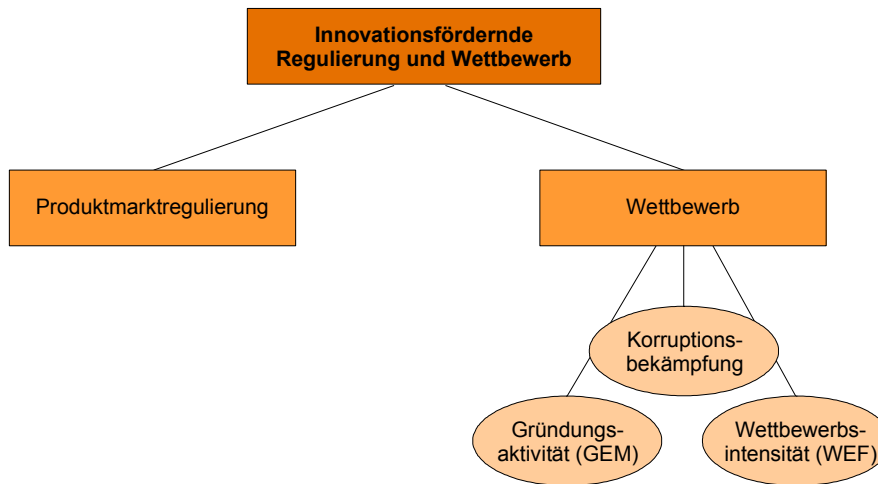 Innovationsfördernde
Regulierung und Wettbewerb
Produktmarktregulierung
Wettbewerb
Korruptions-
bekämpfung
Gründungs-
aktivität (GEM)
Wettbewerbs-
intensität (WEF)